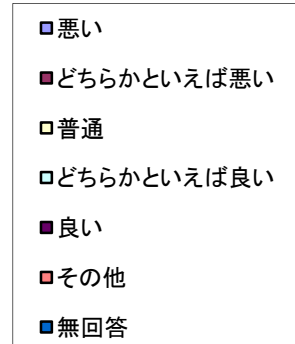 悪い
どちらかといえば悪い
普通
どちらかといえば良い
良い
その他
無回答